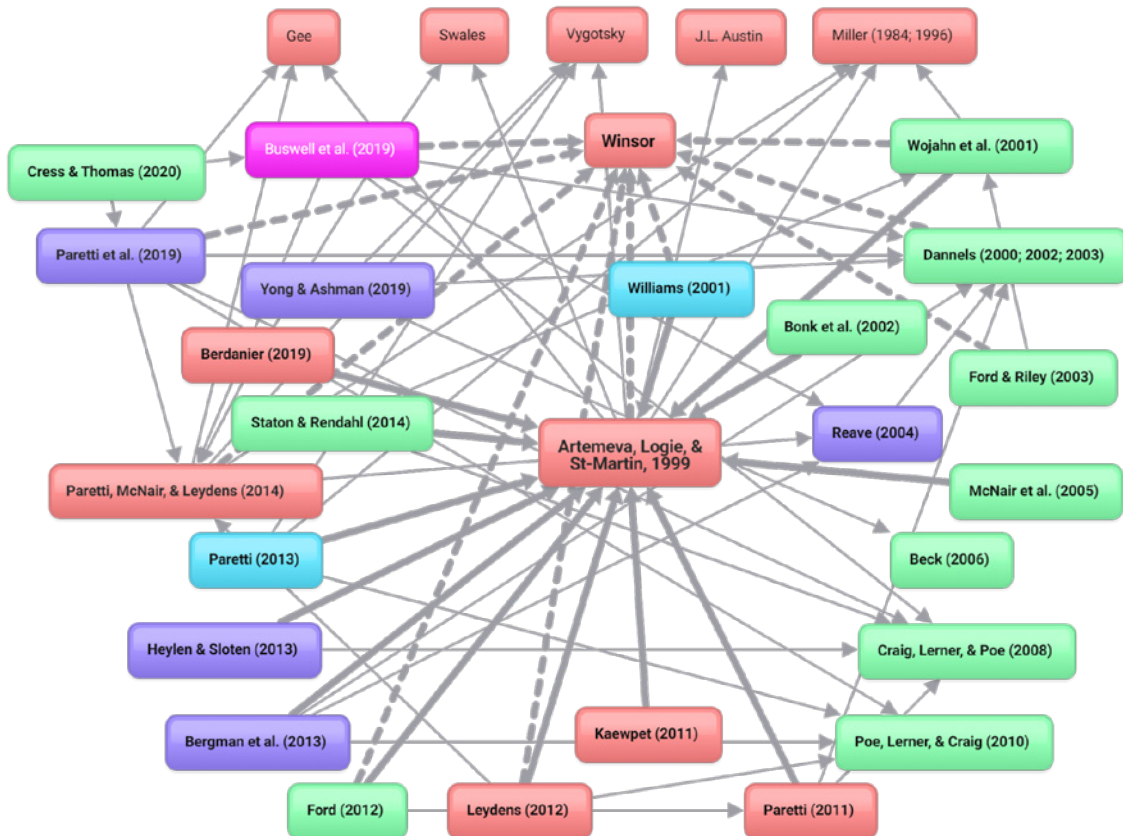 Gee
Swales
Vygotsky
J.L. Austin
Miller (1984; 1996)
Winsor
Buswell et al. (2019)
Wojahn et al. (2001)
Cress & Thomas (2020)
Paretti et al. (2019)
Dannels (2000; 2002; 2003)
Yong & Ashman (2019)
Williams (2001)
Bonk et al. (2002)
Berdanier (2019)
Ford & Riley (2003)
Staton & Rendahl (2014)
Reave (2004)
Artemeva, Logie, &
St-Martin, 1999
Paretti, McNair, & Leydens (2014)
McNair et al. (2005)
Paretti (2013)
Beck (2006)
Heylen & Sloten (2013)
Craig, Lerner, & Poe (2008)
Bergman et al. (2013)
Kaewpet (2011)
Poe, Lerner, & Craig (2010)
Ford (2012)
Leydens (2012)
Paretti (2011)